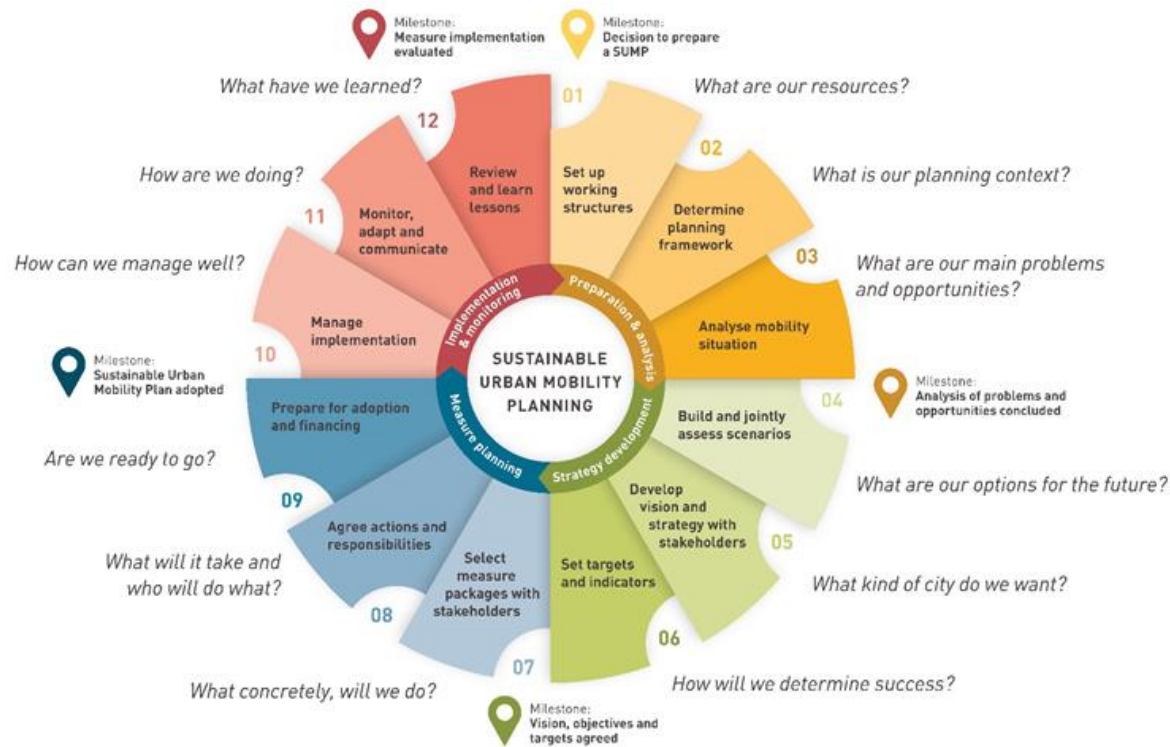 Milestone:
Measure implementation
evaluated
Milestone:
Decision to prepare
a SUMP
What have we learned?
What are our resources?
01
12
02
Review
and learn
lessons
Set up
working
structures
How are we doing?
What is our planning context?
11
Monitor,
adapt and
communicate
Determine
planning
framework
03
How can we manage well?
What are our main problems
and opportunities?
Manage
implementation
Analyse mobility
situation
10
Implementation
& monitoring
Preparation & analysis
SUSTAINABLE
URBAN MOBILITY
PLANNING
Measure planning
Strategy development
Milestone:
Sustainable Urban
Mobility Plan adopted
Milestone:
Analysis of problems and
opportunities concluded
04
Prepare for adoption
and financing
Build and jointly
assess scenarios
Are we ready to go?
What are our options for the future?
09
Agree actions and
responsibilities
Develop
vision and
strategy with
stakeholders
05
What will it take and
who will do what?
Select
measure
packages with
stakeholders
Set targets
and indicators
What kind of city do we want?
08
07
06
What concretely, will we do?
How will we determine success?
Milestone:
Vision, objectives and
targets agreed